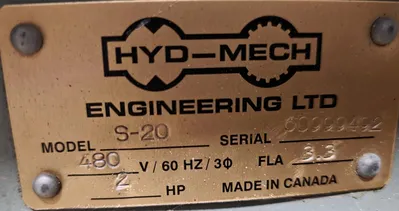 HYD-MECH
ENGINEERING LTD
MODEL S-20 SERIAL 60999492
480 V/60 HZ/3Φ FLA 3.3
2 HP MADE IN CANADA